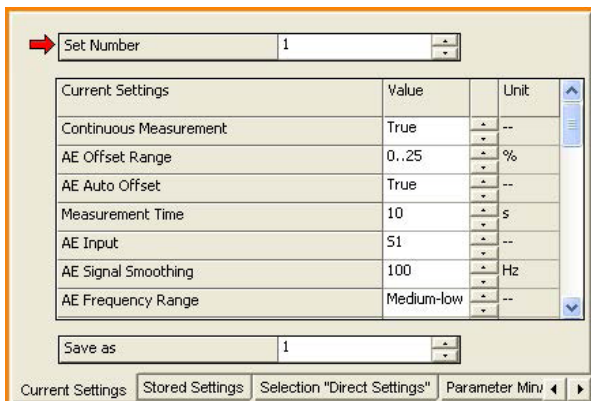 Set Number 1
Current Settings Value Unit
Continuous Measurement True --
AE Offset Range 0..25 %
AE Auto Offset True --
Measurement Time 10 s
AE Input S1 --
AE Signal Smoothing 100 Hz
AE Frequency Range Medium-low --
Save as 1
Current Settings Stored Settings Selection "Direct Settings" Parameter Min/